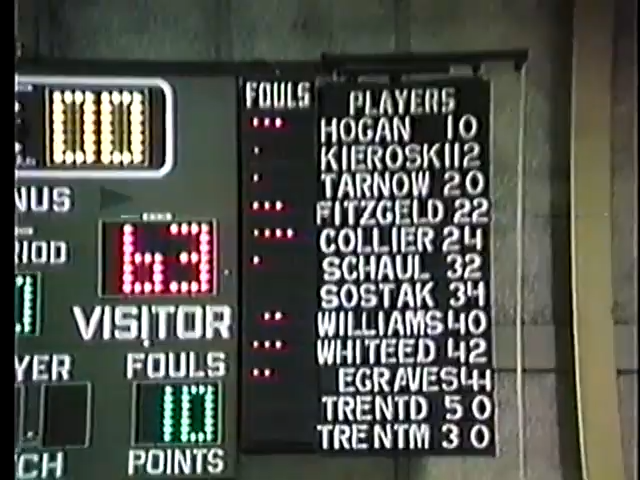 00
NUS
RIOD
63
VISITOR
YER FOULS
10
CH POINTS
FOULS
PLAYERS
HOGAN 10
KIEROSKI 12
TARNOW 20
FITZGELD 22
COLLIER 24
SCHAUL 32
SOSTAK 34
WILLIAMS 40
WHITEED 42
EGRAVES 44
TRENTD 50
TRENTM 30